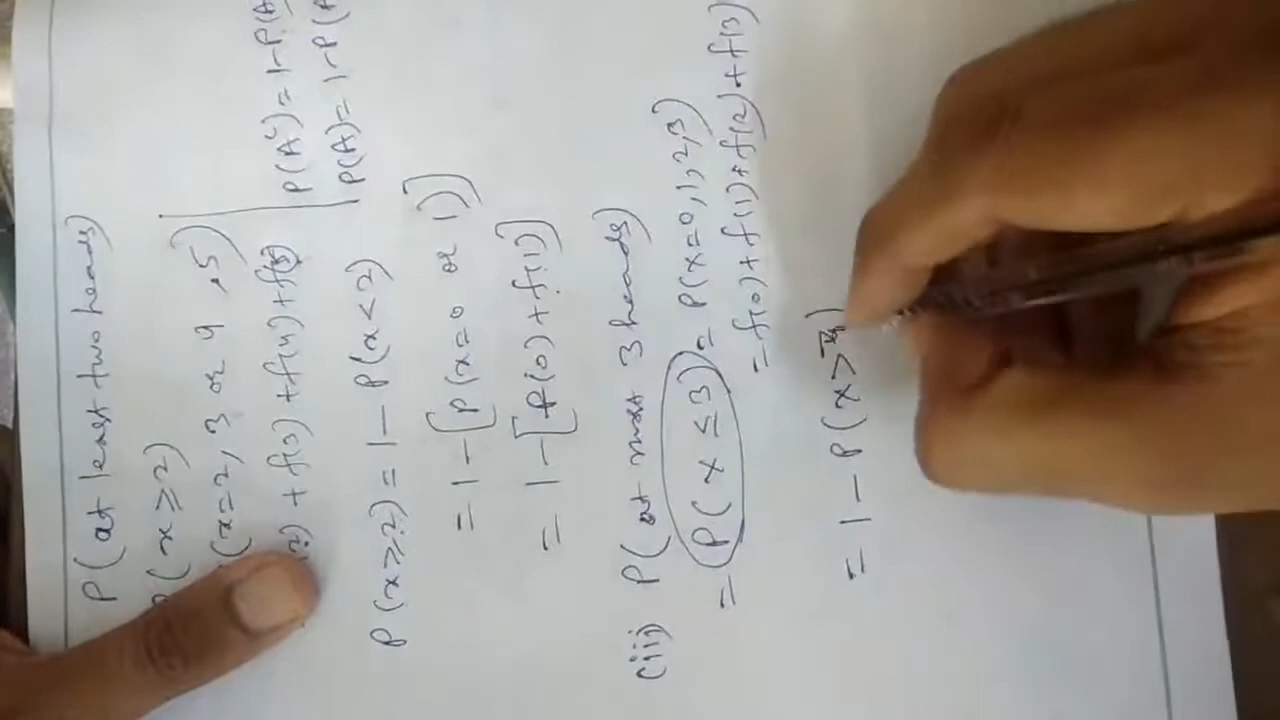 P(at least two heads)
P(x≥2)
(x=2, 3 or 4, 5)
+ f(3) + f(4) + f(5)
P(A^c) = 1 - P(A
P(A) = 1 - P(A
P(x≥2) = 1 - P(x<2)
= 1 - [P(x=0 or 1)]
= 1 - [f(0) + f(1)]
(iii) P(at most 3 heads)
= P(x≤3) = P(x=0,1,2,3)
= f(0) + f(1) + f(2) + f(3)
= 1 - P(x>